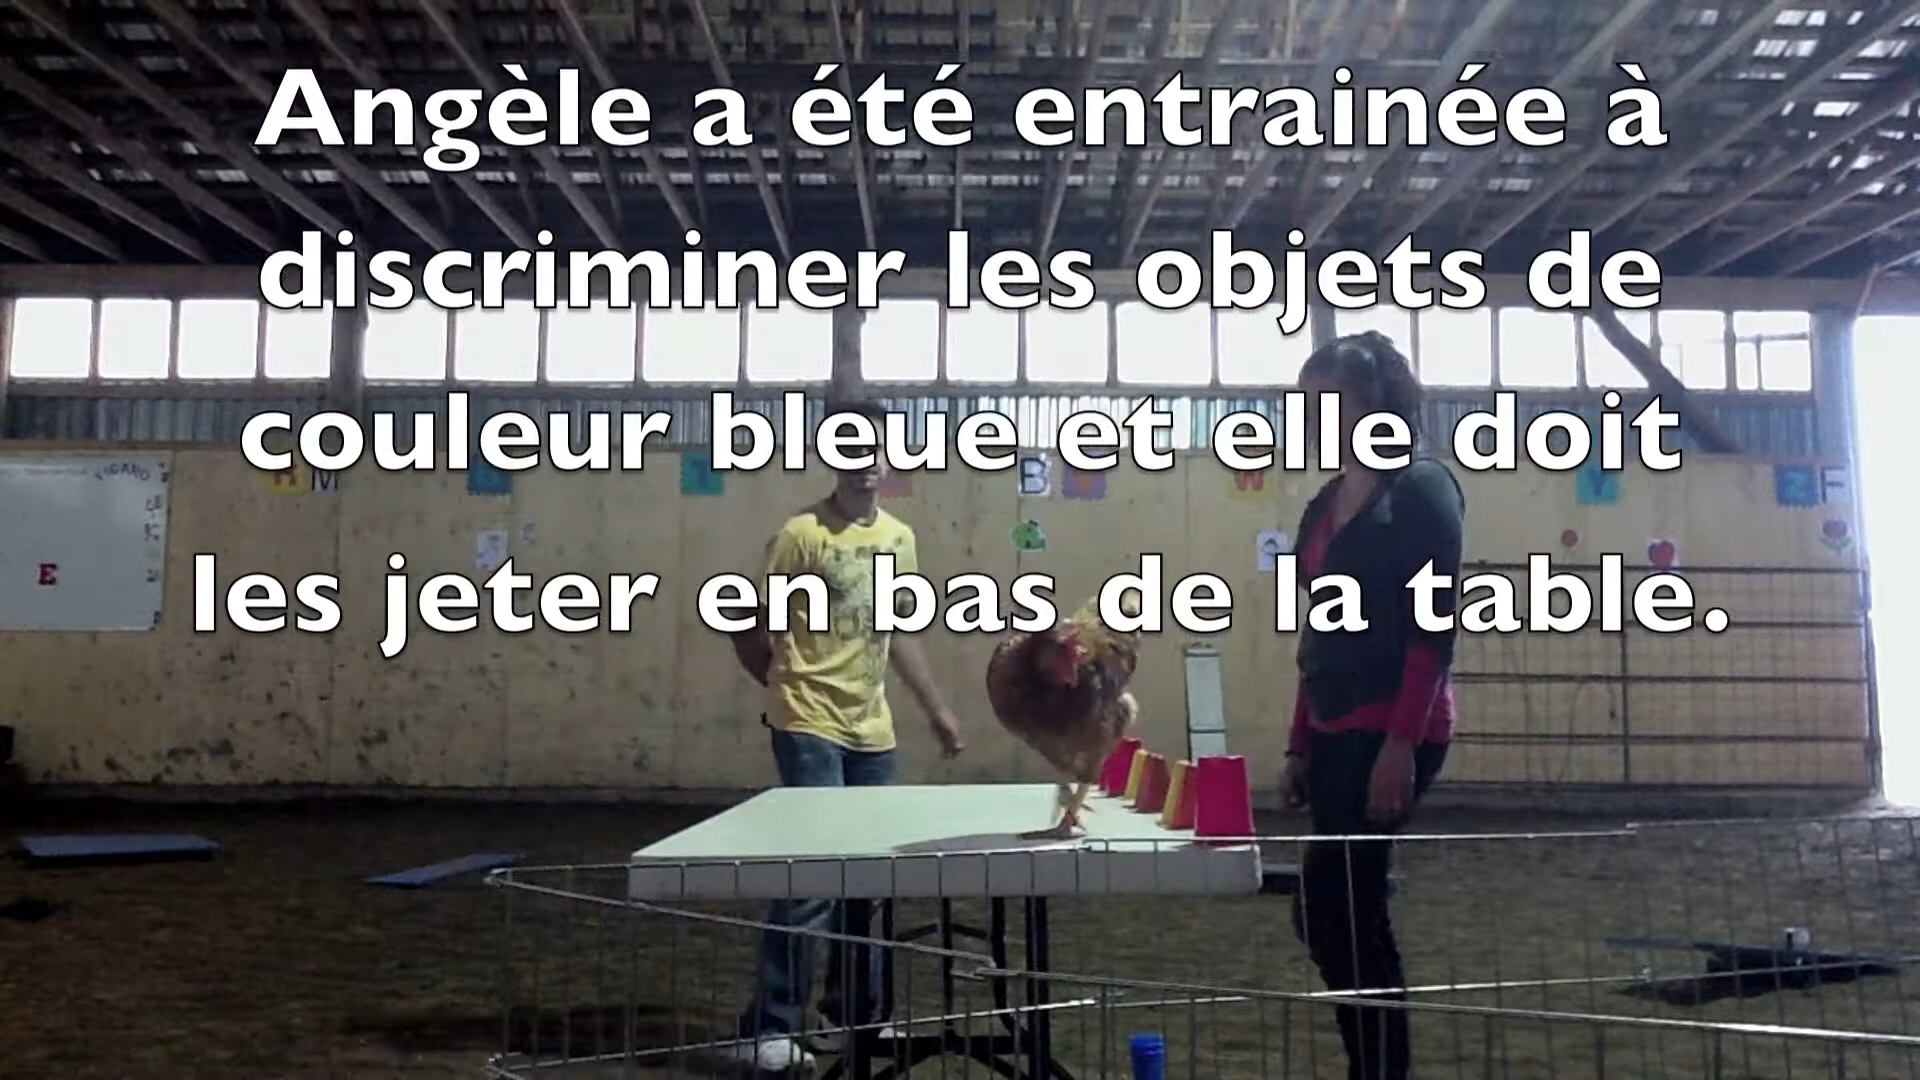 Angèle a été entrainée à
discriminer les objets de
couleur bleue et elle doit
les jeter en bas de la table.
M
B
W
F
E